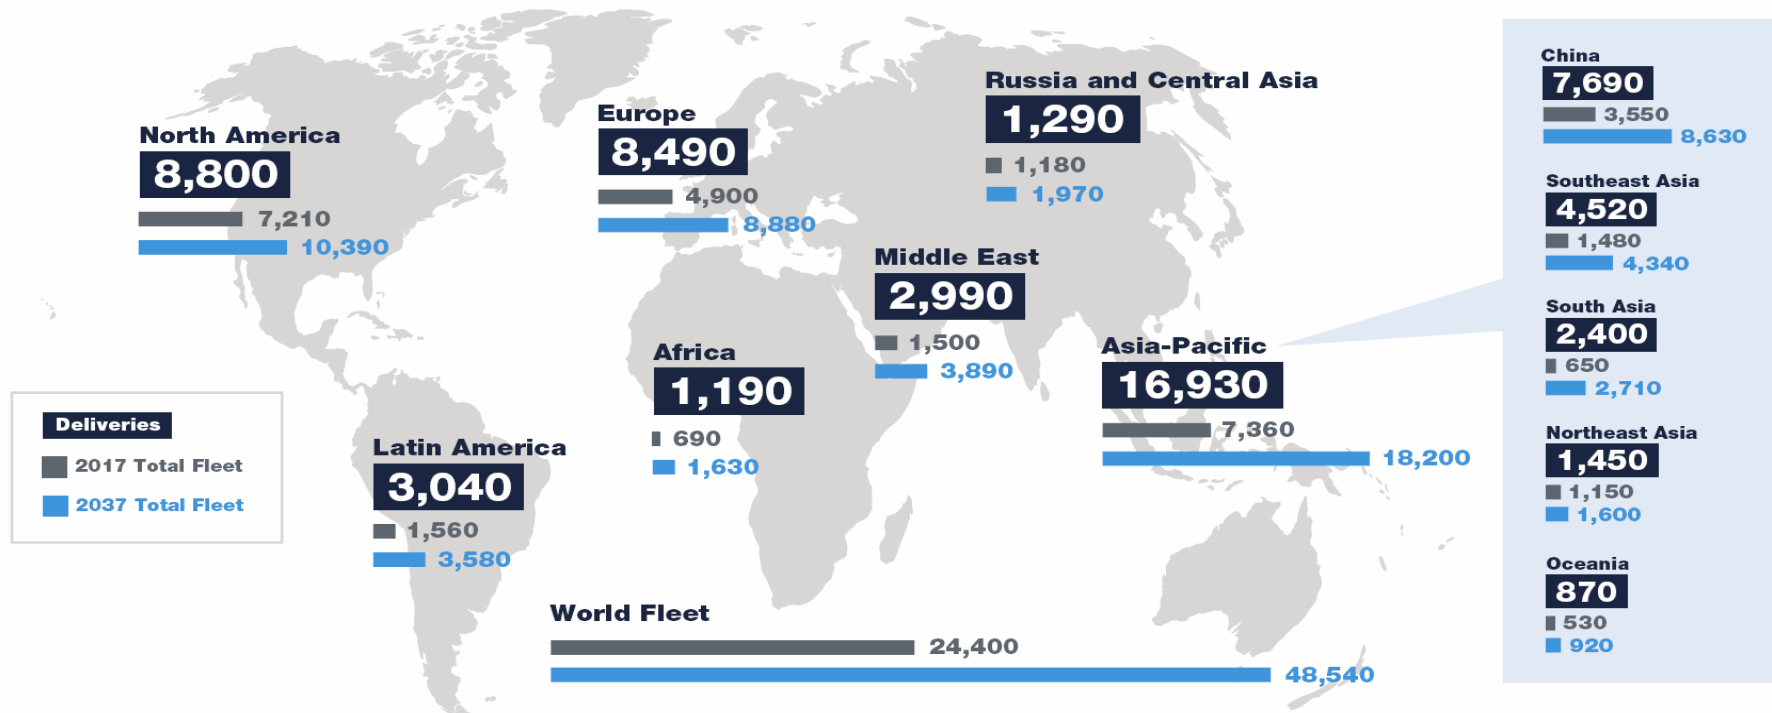 North America
8,800
7,210
10,390
Europe
8,490
4,900
8,880
Russia and Central Asia
1,290
1,180
1,970
Middle East
2,990
1,500
3,890
Africa
1,190
690
1,630
Asia-Pacific
16,930
7,360
18,200
Latin America
3,040
1,560
3,580
Deliveries
2017 Total Fleet
2037 Total Fleet
World Fleet
24,400
48,540
China
7,690
3,550
8,630
Southeast Asia
4,520
1,480
4,340
South Asia
2,400
650
2,710
Northeast Asia
1,450
1,150
1,600
Oceania
870
530
920